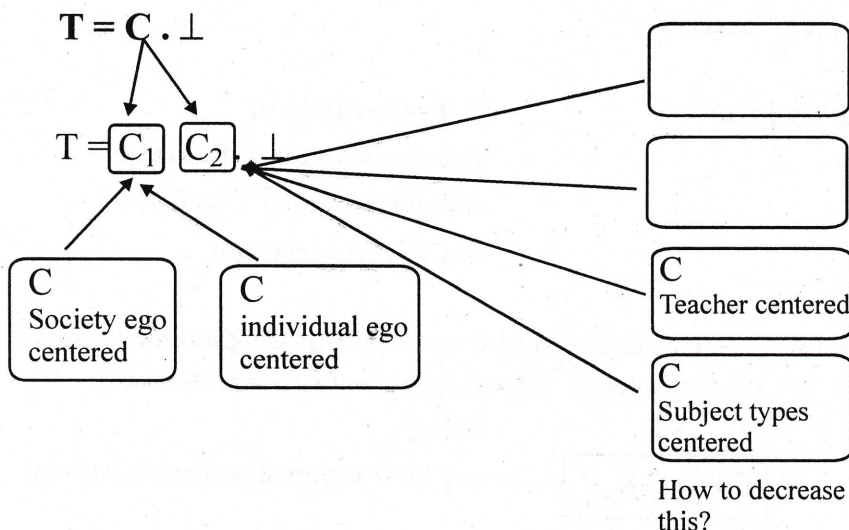 T = C . ⊥
T = C₁ C₂ . ⊥
C
Society ego
centered
C
individual ego
centered
C
Teacher centered
C
Subject types
centered
How to decrease
this?